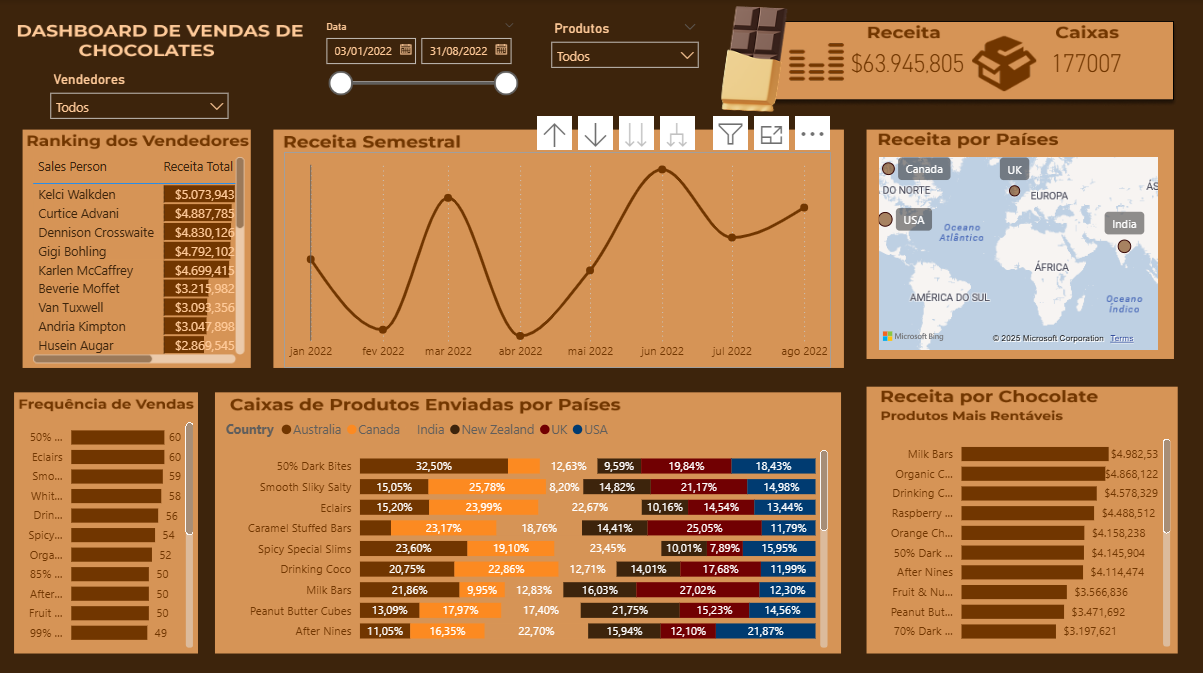 DASHBOARD DE VENDAS DE
CHOCOLATES
Vendedores
Todos
Data
03/01/2022
31/08/2022
Produtos
Todos
Receita
$63.945,805
Caixas
177007
Ranking dos Vendedores
Sales Person Receita Total
Kelci Walkden $5.073,943
Curtice Advani $4.887,785
Dennison Crosswaite $4.830,126
Gigi Bohling $4.792,102
Karlen McCaffrey $4.699,415
Beverie Moffet $3.215,982
Van Tuxwell $3.093,356
Andria Kimpton $3.047,898
Husein Augar $2.869,545
Receita Semestral
jan 2022 fev 2022 mar 2022 abr 2022 mai 2022 jun 2022 jul 2022 ago 2022
Receita por Países
Canada
UK
DO NORTE
EUROPA
ÁS
USA
Oceano
Atlântico
India
ÁFRICA
AMÉRICA DO SUL
Oceano
Índico
Microsoft Bing
© 2025 Microsoft Corporation Terms
Frequência de Vendas
50% ... 60
Eclairs 60
Smo... 59
Whit... 58
Drin... 56
Spicy... 54
Orga... 52
85% ... 50
After... 50
Fruit ... 50
99% ... 49
Caixas de Produtos Enviadas por Países
Country Australia Canada India New Zealand UK USA
50% Dark Bites 32,50% 12,63% 9,59% 19,84% 18,43%
Smooth Sliky Salty 15,05% 25,78% 8,20% 14,82% 21,17% 14,98%
Eclairs 15,20% 23,99% 22,67% 10,16% 14,54% 13,44%
Caramel Stuffed Bars 23,17% 18,76% 14,41% 25,05% 11,79%
Spicy Special Slims 23,60% 19,10% 23,45% 10,01% 7,89% 15,95%
Drinking Coco 20,75% 22,86% 12,71% 14,01% 17,68% 11,99%
Milk Bars 21,86% 9,95% 12,83% 16,03% 27,02% 12,30%
Peanut Butter Cubes 13,09% 17,97% 17,40% 21,75% 15,23% 14,56%
After Nines 11,05% 16,35% 22,70% 15,94% 12,10% 21,87%
Receita por Chocolate
Produtos Mais Rentáveis
Milk Bars $4.982,53
Organic C... $4.868,122
Drinking C... $4.578,329
Raspberry ... $4.488,512
Orange Ch... $4.158,238
50% Dark ... $4.145,904
After Nines $4.114,474
Fruit & Nu... $3.566,836
Peanut But... $3.471,692
70% Dark ... $3.197,621